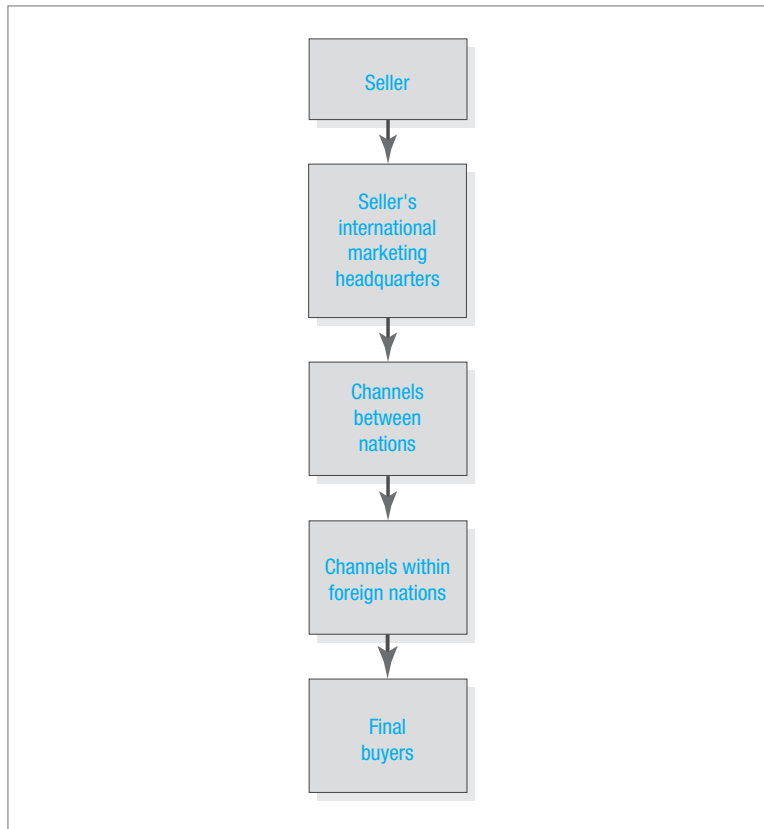 Seller
Seller's
international
marketing
headquarters
Channels
between
nations
Channels within
foreign nations
Final
buyers